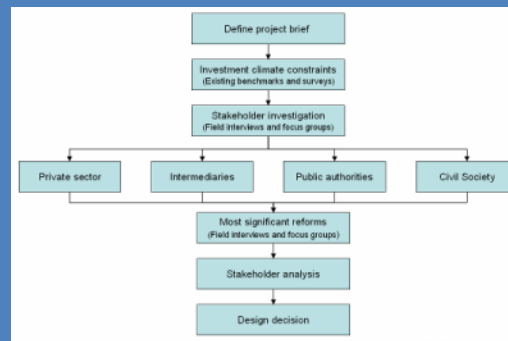 Define project brief
Investment climate constraints
(Existing benchmarks and surveys)
Stakeholder investigation
(Field interviews and focus groups)
Private sector
Intermediaries
Public authorities
Civil Society
Most significant reforms
(Field interviews and focus groups)
Stakeholder analysis
Design decision